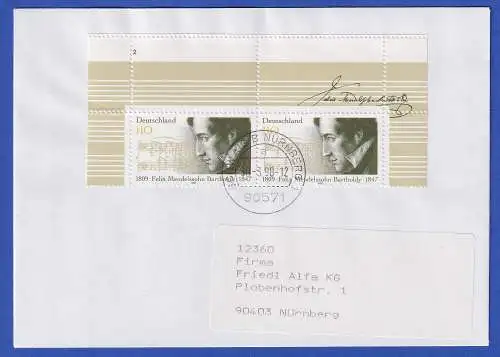 2
Deutschland
110
1809 · Felix Mendelssohn Bartholdy · 1847
Deutschland
110
1809 · Felix Mendelssohn Bartholdy · 1847
NÜRNBERG
90571
12360
Firma
Friedl Alfa KG
Plobenhofstr. 1
90403 Nürnberg